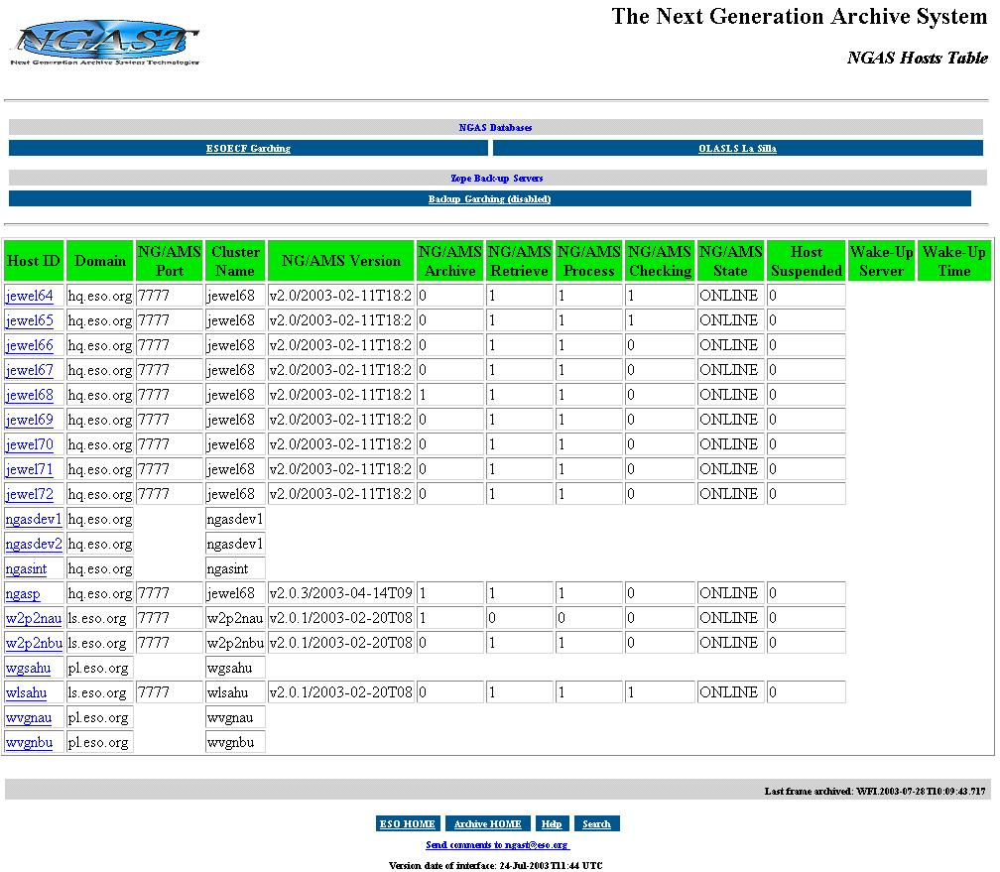 The Next Generation Archive System
NGAST
Next Generation Archive Systems Technologies
NGAS Hosts Table
NGAS Databases
ESOECF Garching OLASLS La Silla
Zope Back-up Servers
Backup Garching (disabled)
Host ID Domain NG/AMS Port Cluster Name NG/AMS Version NG/AMS Archive NG/AMS Retrieve NG/AMS Process NG/AMS Checking NG/AMS State Host Suspended Wake-Up Server Wake-Up Time
jewel64 hq.eso.org 7777 jewel68 v2.0/2003-02-11T18:2 0 1 1 1 ONLINE 0
jewel65 hq.eso.org 7777 jewel68 v2.0/2003-02-11T18:2 0 1 1 1 ONLINE 0
jewel66 hq.eso.org 7777 jewel68 v2.0/2003-02-11T18:2 0 1 1 0 ONLINE 0
jewel67 hq.eso.org 7777 jewel68 v2.0/2003-02-11T18:2 0 1 1 0 ONLINE 0
jewel68 hq.eso.org 7777 jewel68 v2.0/2003-02-11T18:2 1 1 1 0 ONLINE 0
jewel69 hq.eso.org 7777 jewel68 v2.0/2003-02-11T18:2 0 1 1 0 ONLINE 0
jewel70 hq.eso.org 7777 jewel68 v2.0/2003-02-11T18:2 0 1 1 0 ONLINE 0
jewel71 hq.eso.org 7777 jewel68 v2.0/2003-02-11T18:2 0 1 1 0 ONLINE 0
jewel72 hq.eso.org 7777 jewel68 v2.0/2003-02-11T18:2 0 1 1 0 ONLINE 0
ngasdev1 hq.eso.org ngasdev1
ngasdev2 hq.eso.org ngasdev1
ngasint hq.eso.org ngasint
ngasp hq.eso.org 7777 jewel68 v2.0.3/2003-04-14T09 1 1 1 0 ONLINE 0
w2p2nau ls.eso.org 7777 w2p2nau v2.0.1/2003-02-20T08 1 0 0 0 ONLINE 0
w2p2nbu ls.eso.org 7777 w2p2nbu v2.0.1/2003-02-20T08 0 1 1 0 ONLINE 0
wgsahu pl.eso.org wgsahu
wlsahu ls.eso.org 7777 wlsahu v2.0.1/2003-02-20T08 0 1 1 1 ONLINE 0
wvgnau pl.eso.org wvgnau
wvgnbu pl.eso.org wvgnbu
Last frame archived: WFI.2003-07-28T10:09:43.717
ESO HOME Archive HOME Help Search
Send comments to ngast@eso.org
Version date of interface: 24-Jul-2003T11:44 UTC